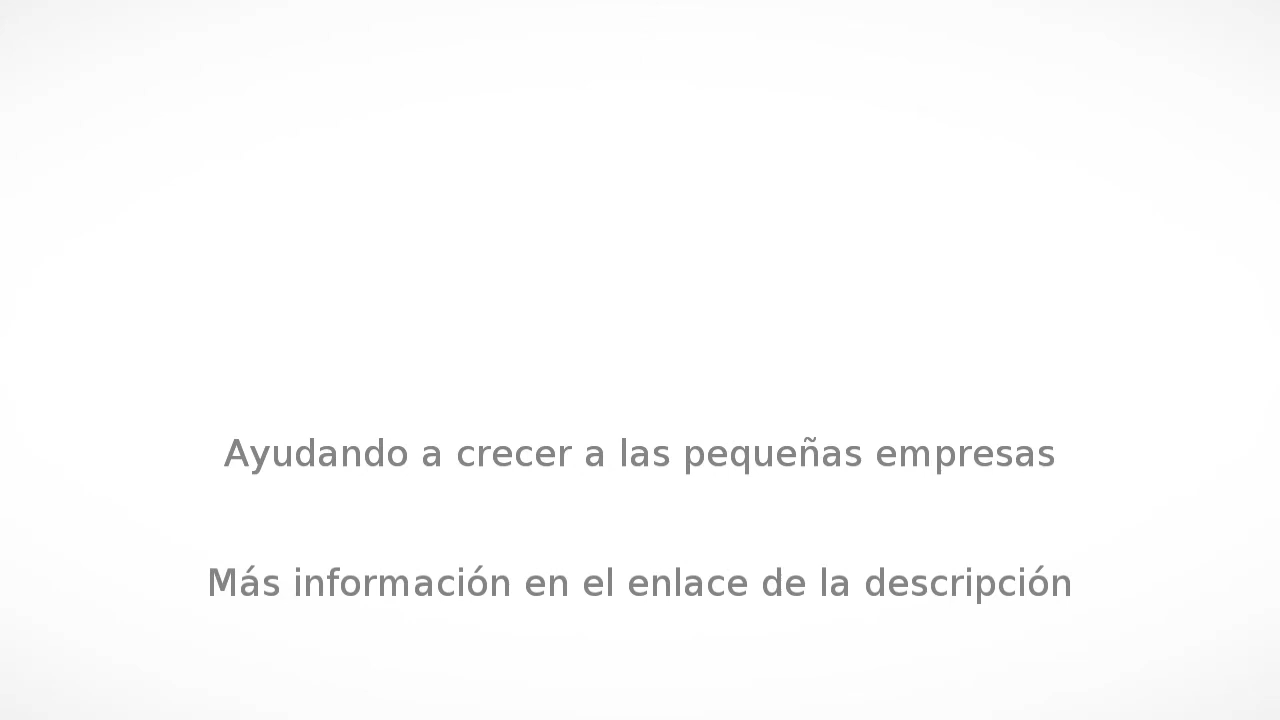 Ayudando a crecer a las pequeñas empresas
Más información en el enlace de la descripción